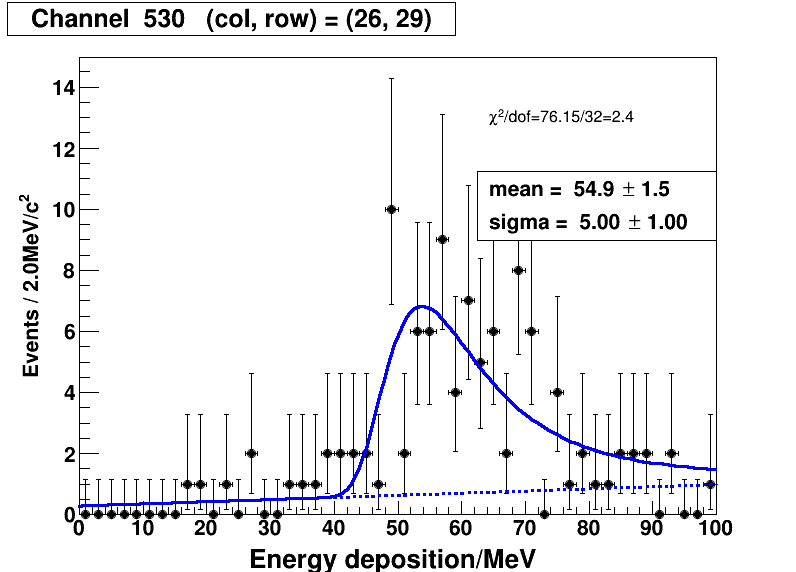 Channel 530 (col, row) = (26, 29)
χ²/dof=76.15/32=2.4
mean = 54.9 ± 1.5
sigma = 5.00 ± 1.00
Events / 2.0MeV/c²
14
12
10
8
6
4
2
0
0 10 20 30 40 50 60 70 80 90 100
Energy deposition/MeV